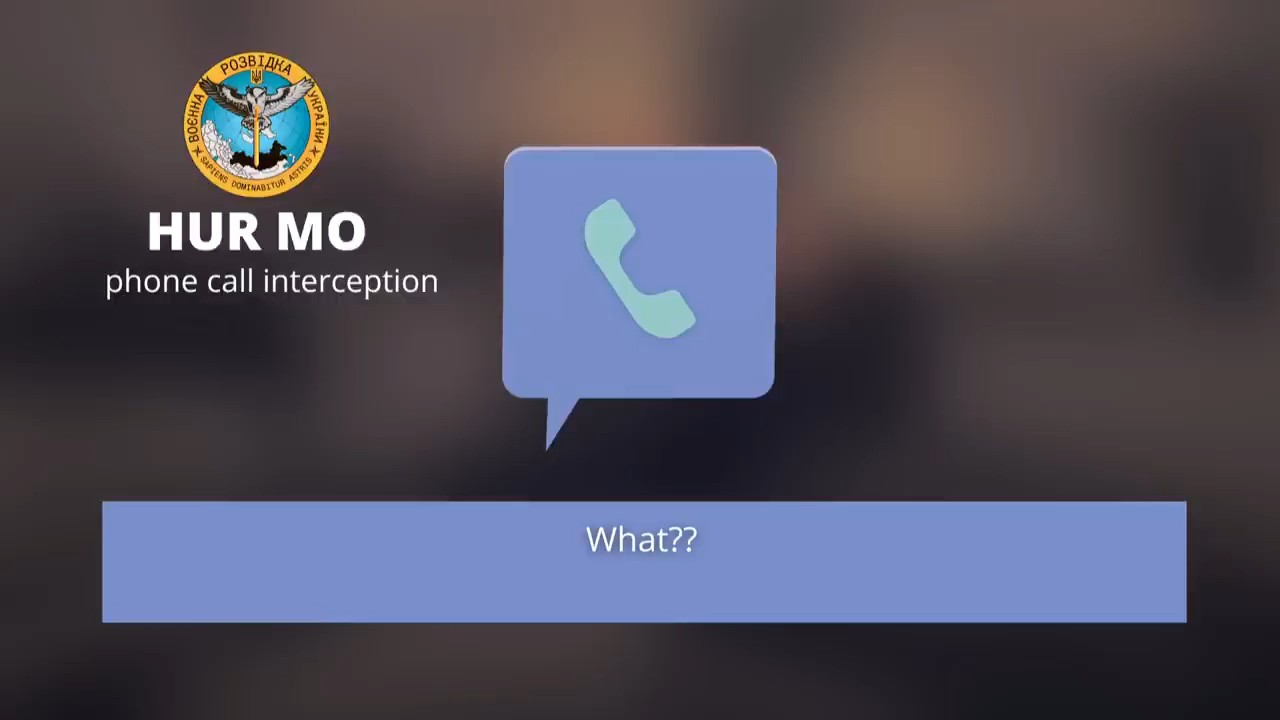 РОЗВІДКА
ВОЄННА
УКРАЇНИ
SAPIENS DOMINABITUR ASTRIS
HUR MO
phone call interception
What??